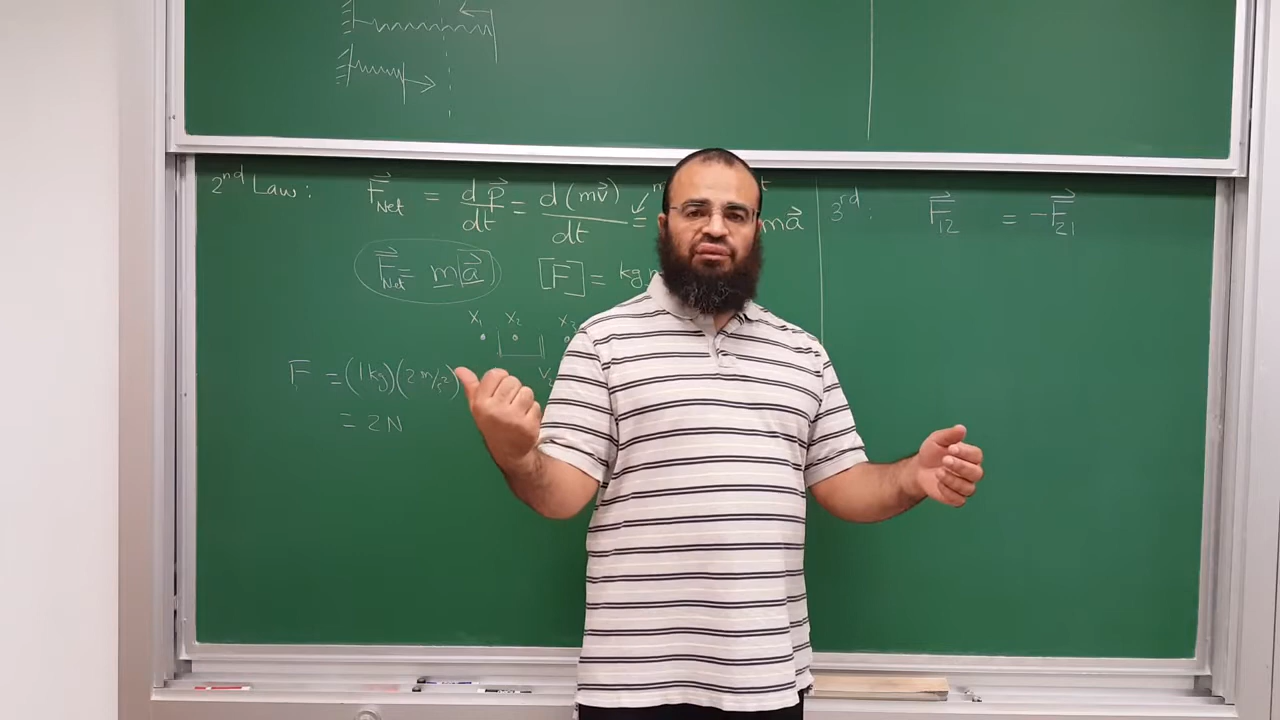 2nd Law: F⃗Net = dp⃗/dt = d(mv⃗)/dt = ma⃗
F⃗Net = ma⃗ [F] = kg
x₁ x₂ x₃
F = (1kg)(2m/s²)
= 2N
3rd: F⃗12 = -F⃗21